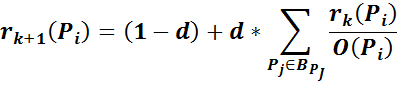 r_{k+1}(P_i) = (1 − d) + d * ∑_{P_j∈B_{P_J}} r_k(P_i) / O(P_i)